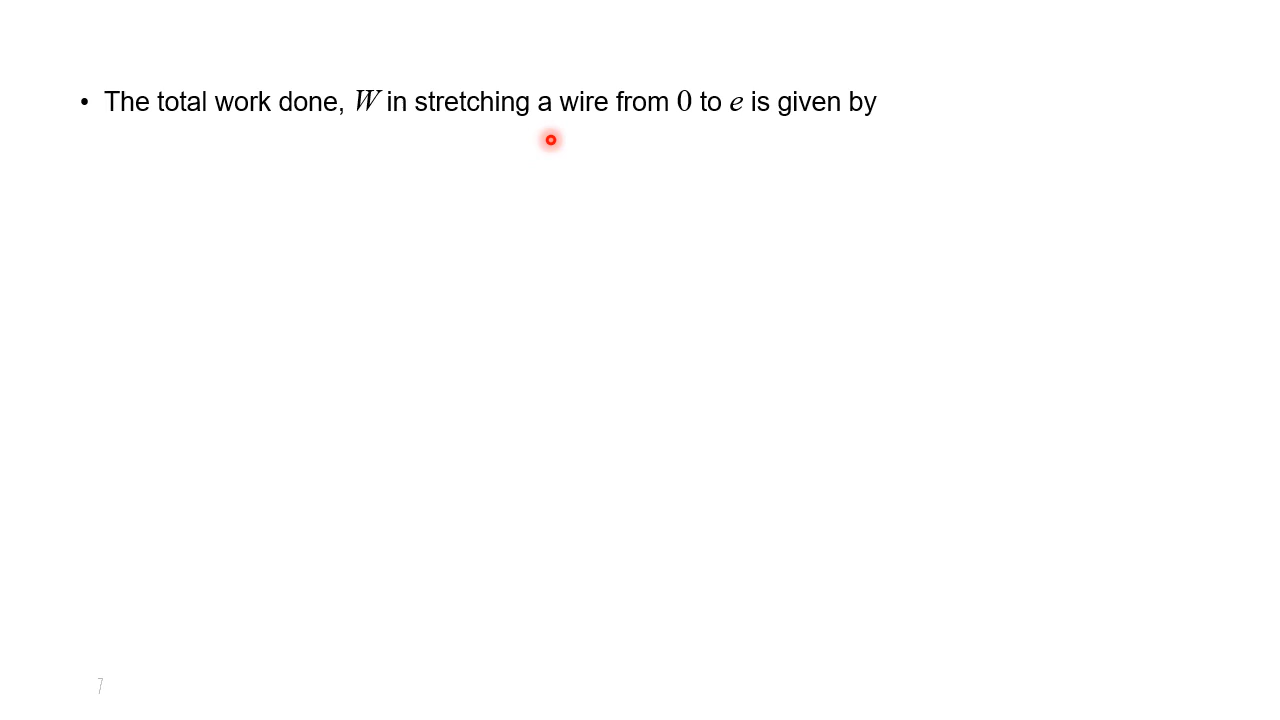 • The total work done, W in stretching a wire from 0 to e is given by
7